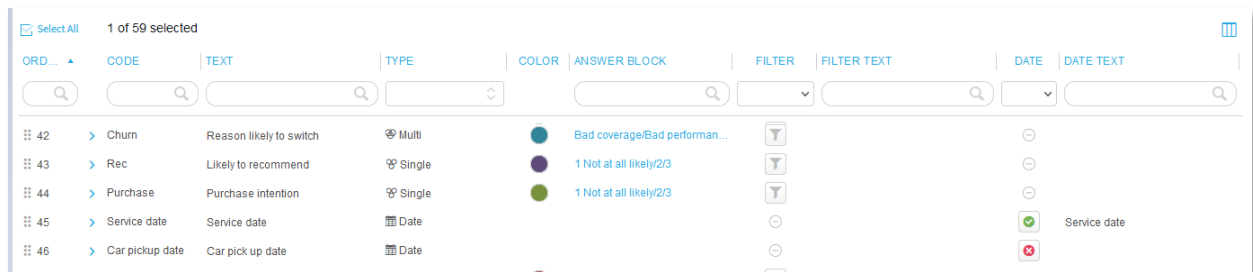 Select All 1 of 59 selected
ORD... CODE TEXT TYPE COLOR ANSWER BLOCK FILTER FILTER TEXT DATE DATE TEXT
42 Churn Reason likely to switch Multi Bad coverage/Bad performan...
43 Rec Likely to recommend Single 1 Not at all likely/2/3
44 Purchase Purchase intention Single 1 Not at all likely/2/3
45 Service date Service date Date Service date
46 Car pickup date Car pick up date Date